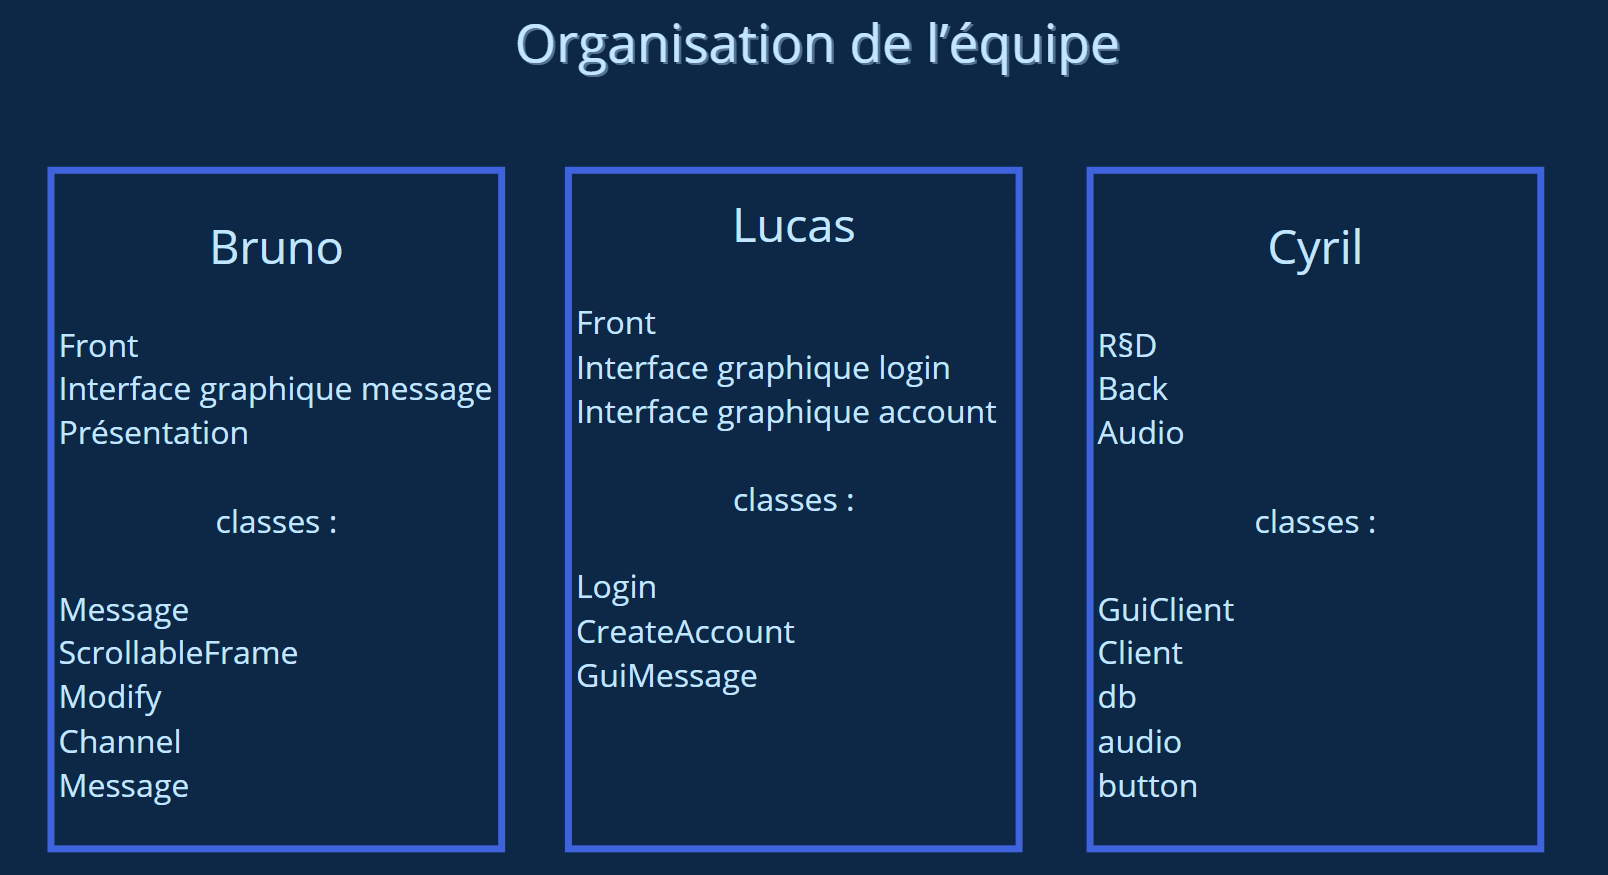 Organisation de l’équipe
Bruno
Front
Interface graphique message
Présentation
classes :
Message
ScrollableFrame
Modify
Channel
Message
Lucas
Front
Interface graphique login
Interface graphique account
classes :
Login
CreateAccount
GuiMessage
Cyril
R§D
Back
Audio
classes :
GuiClient
Client
db
audio
button